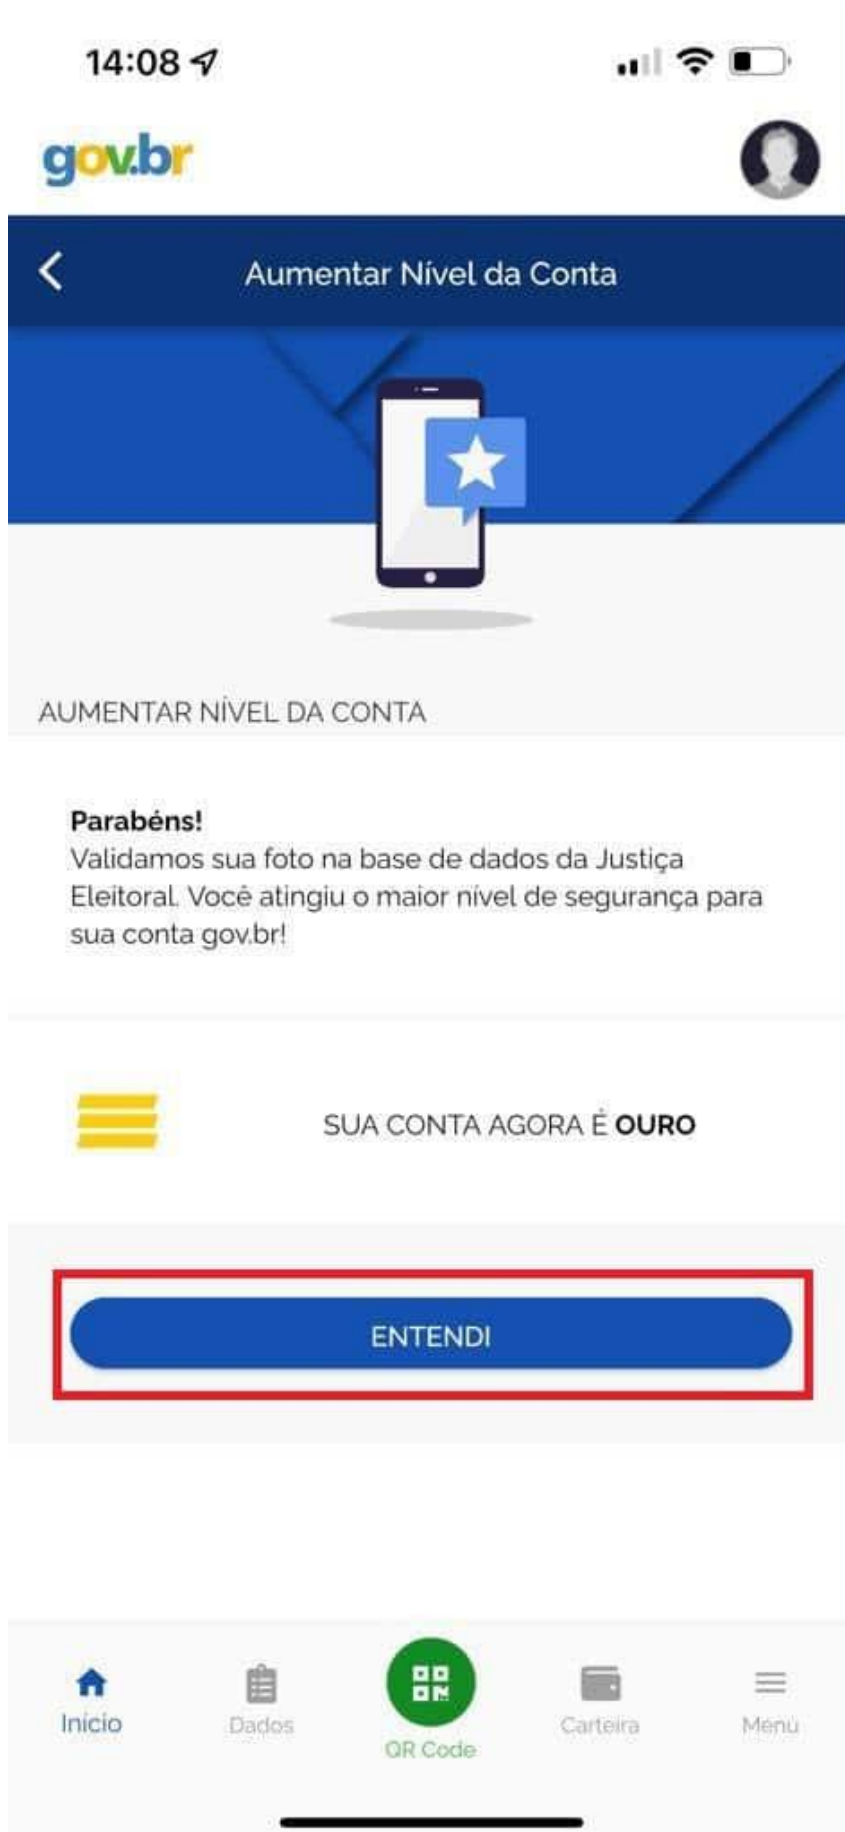 14:08
gov.br
Aumentar Nível da Conta
AUMENTAR NÍVEL DA CONTA
Parabéns!
Validamos sua foto na base de dados da Justiça
Eleitoral. Você atingiu o maior nível de segurança para
sua conta gov.br!
SUA CONTA AGORA É OURO
ENTENDI
Início
Dados
QR Code
Carteira
Menu